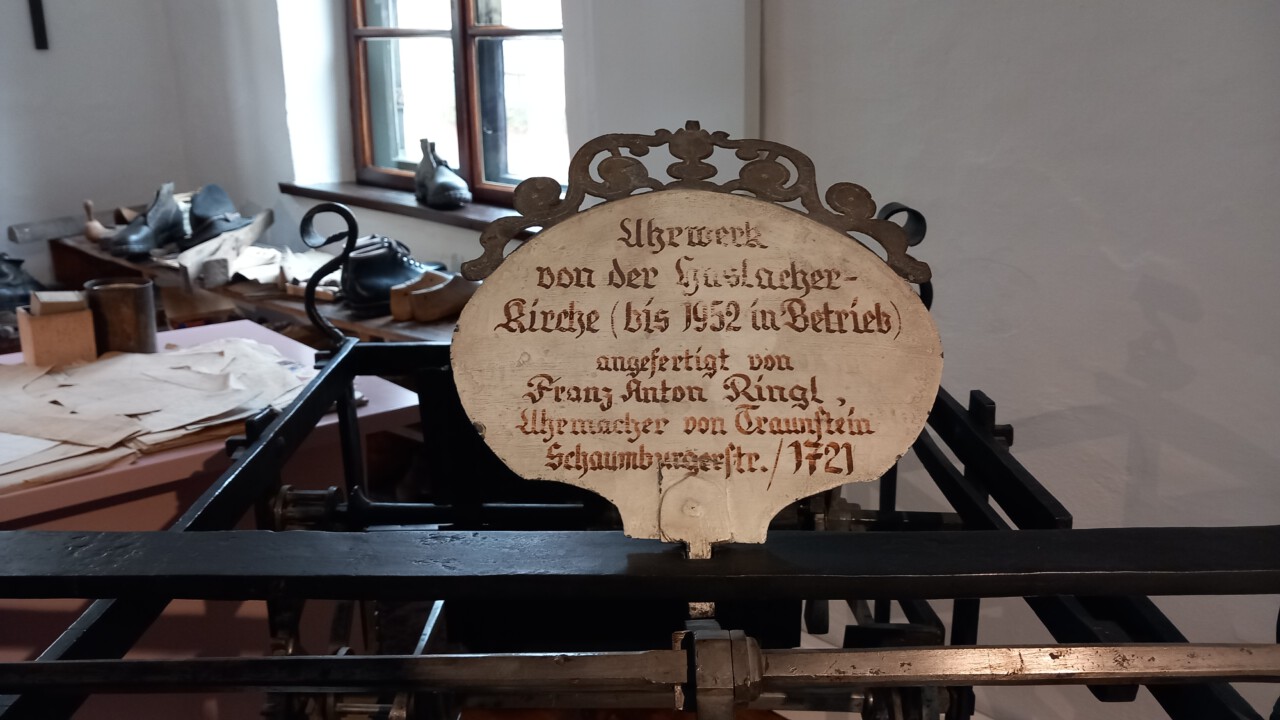 Uhrwerk
von der Haslacher-
Kirche (bis 1952 in Betrieb)
angefertigt von
Franz Anton Ringl,
Uhrmacher von Traunstein
Schaumburgerstr./1721